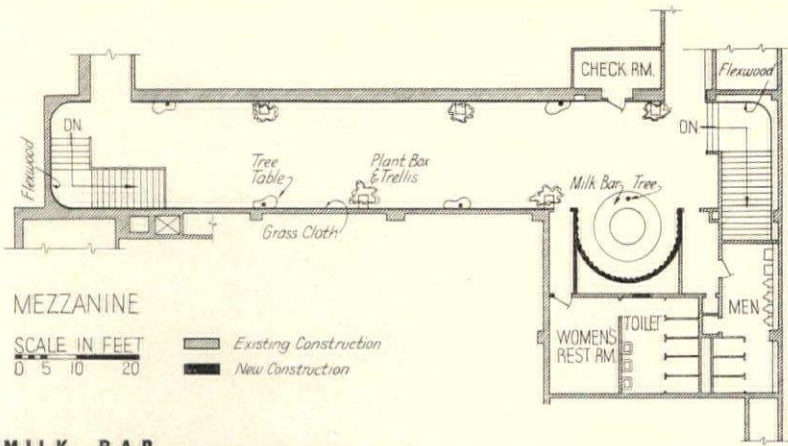 CHECK RM.
Flexwood
DN
DN
Flexwood
Tree
Table
Plant Box
& Trellis
Milk Bar
Tree
Grass Cloth
MEZZANINE
SCALE IN FEET
0 5 10 20
Existing Construction
New Construction
WOMEN'S
REST RM.
TOILET
MEN
MILK BAR